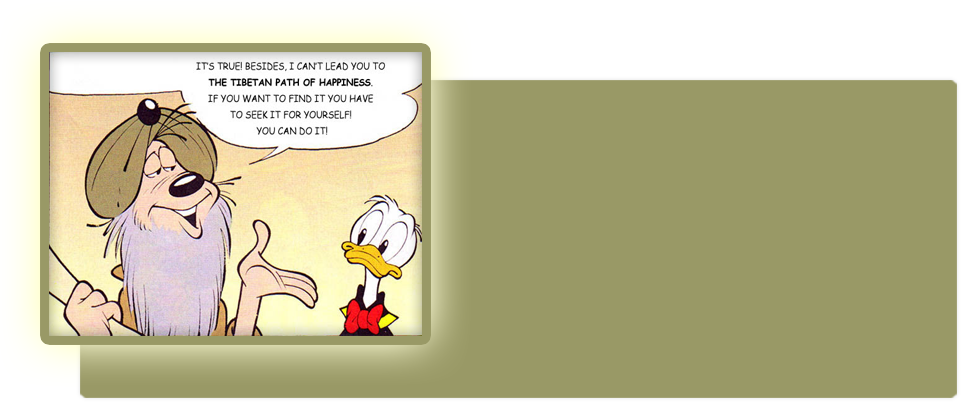 IT'S TRUE! BESIDES, I CAN'T LEAD YOU TO
THE TIBETAN PATH OF HAPPINESS.
IF YOU WANT TO FIND IT YOU HAVE
TO SEEK IT FOR YOURSELF!
YOU CAN DO IT!